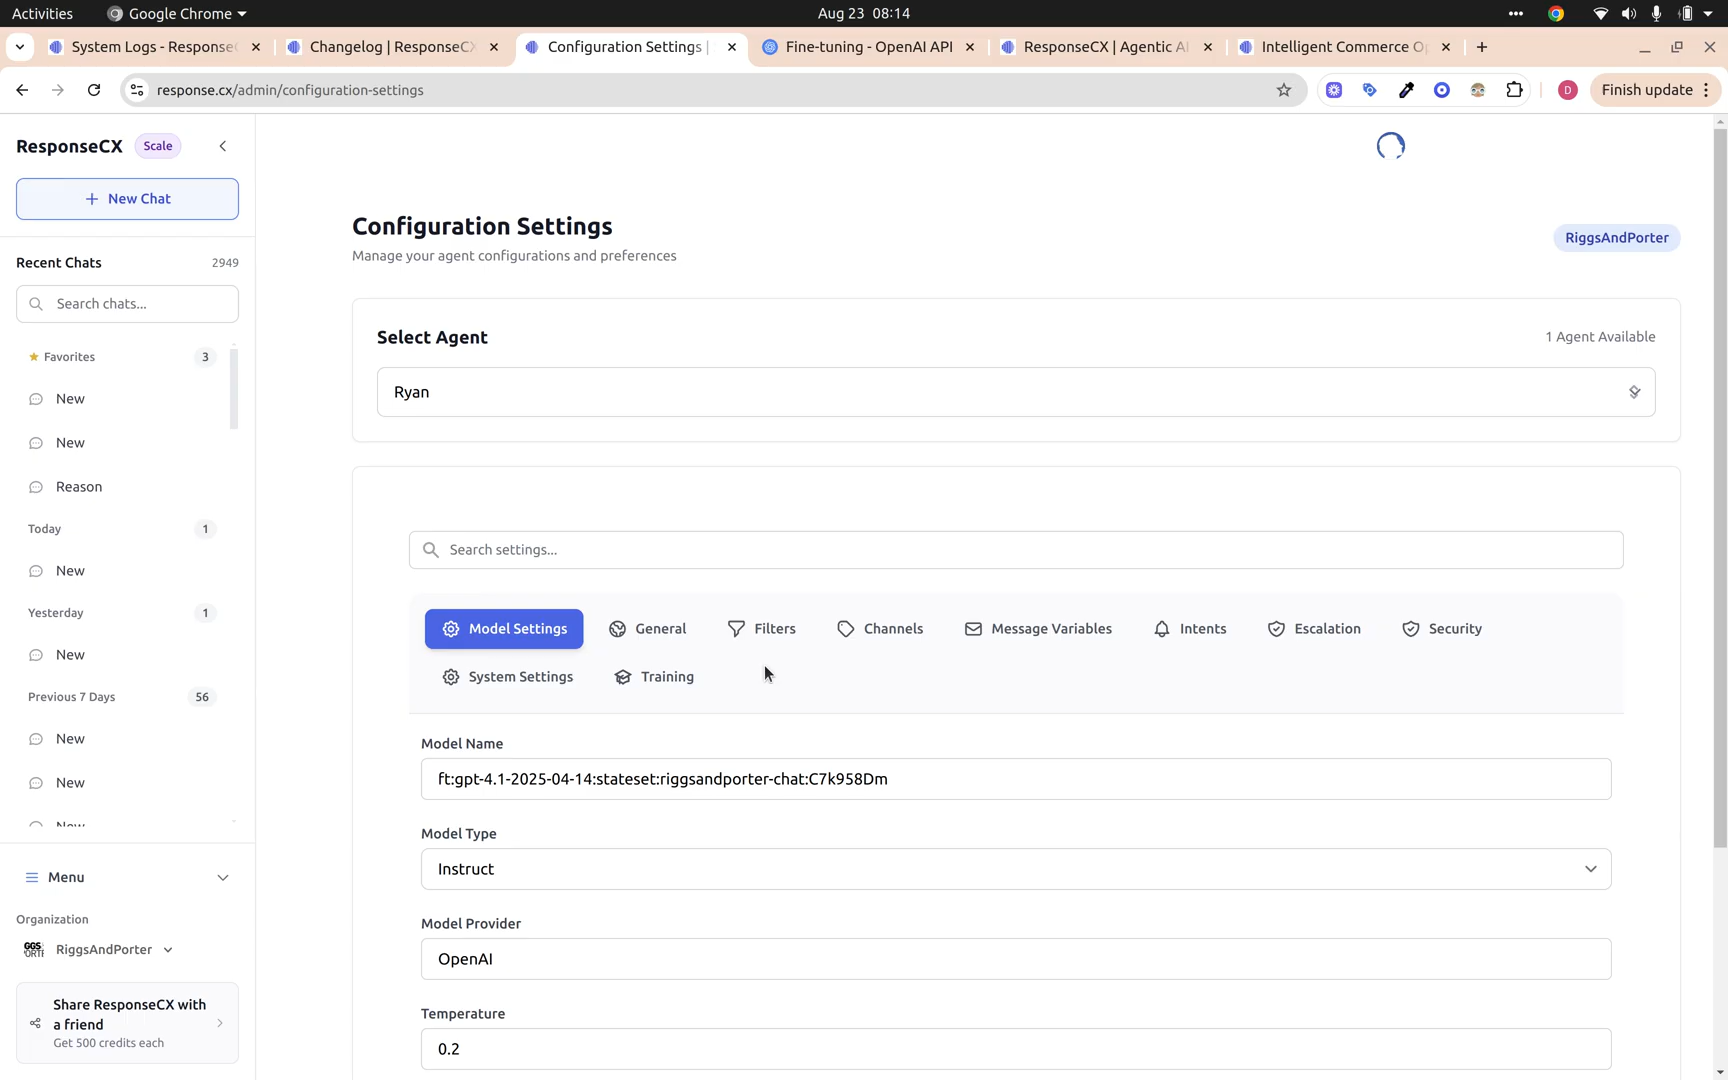 Activities
Google Chrome
Aug 23 08:14
System Logs - Response
Changelog | ResponseCX
Configuration Settings |
Fine-tuning - OpenAI API
ResponseCX | Agentic AI
Intelligent Commerce Op
response.cx/admin/configuration-settings
D
Finish update
ResponseCX
Scale
New Chat
Recent Chats
2949
Search chats...
Favorites
3
New
New
Reason
Today
1
New
Yesterday
1
New
Previous 7 Days
56
New
New
New
Menu
Organization
RiggsAndPorter
Share ResponseCX with
a friend
Get 500 credits each
Configuration Settings
Manage your agent configurations and preferences
RiggsAndPorter
Select Agent
1 Agent Available
Ryan
Search settings...
Model Settings
General
Filters
Channels
Message Variables
Intents
Escalation
Security
System Settings
Training
Model Name
ft:gpt-4.1-2025-04-14:stateset:riggsandporter-chat:C7k958Dm
Model Type
Instruct
Model Provider
OpenAI
Temperature
0.2